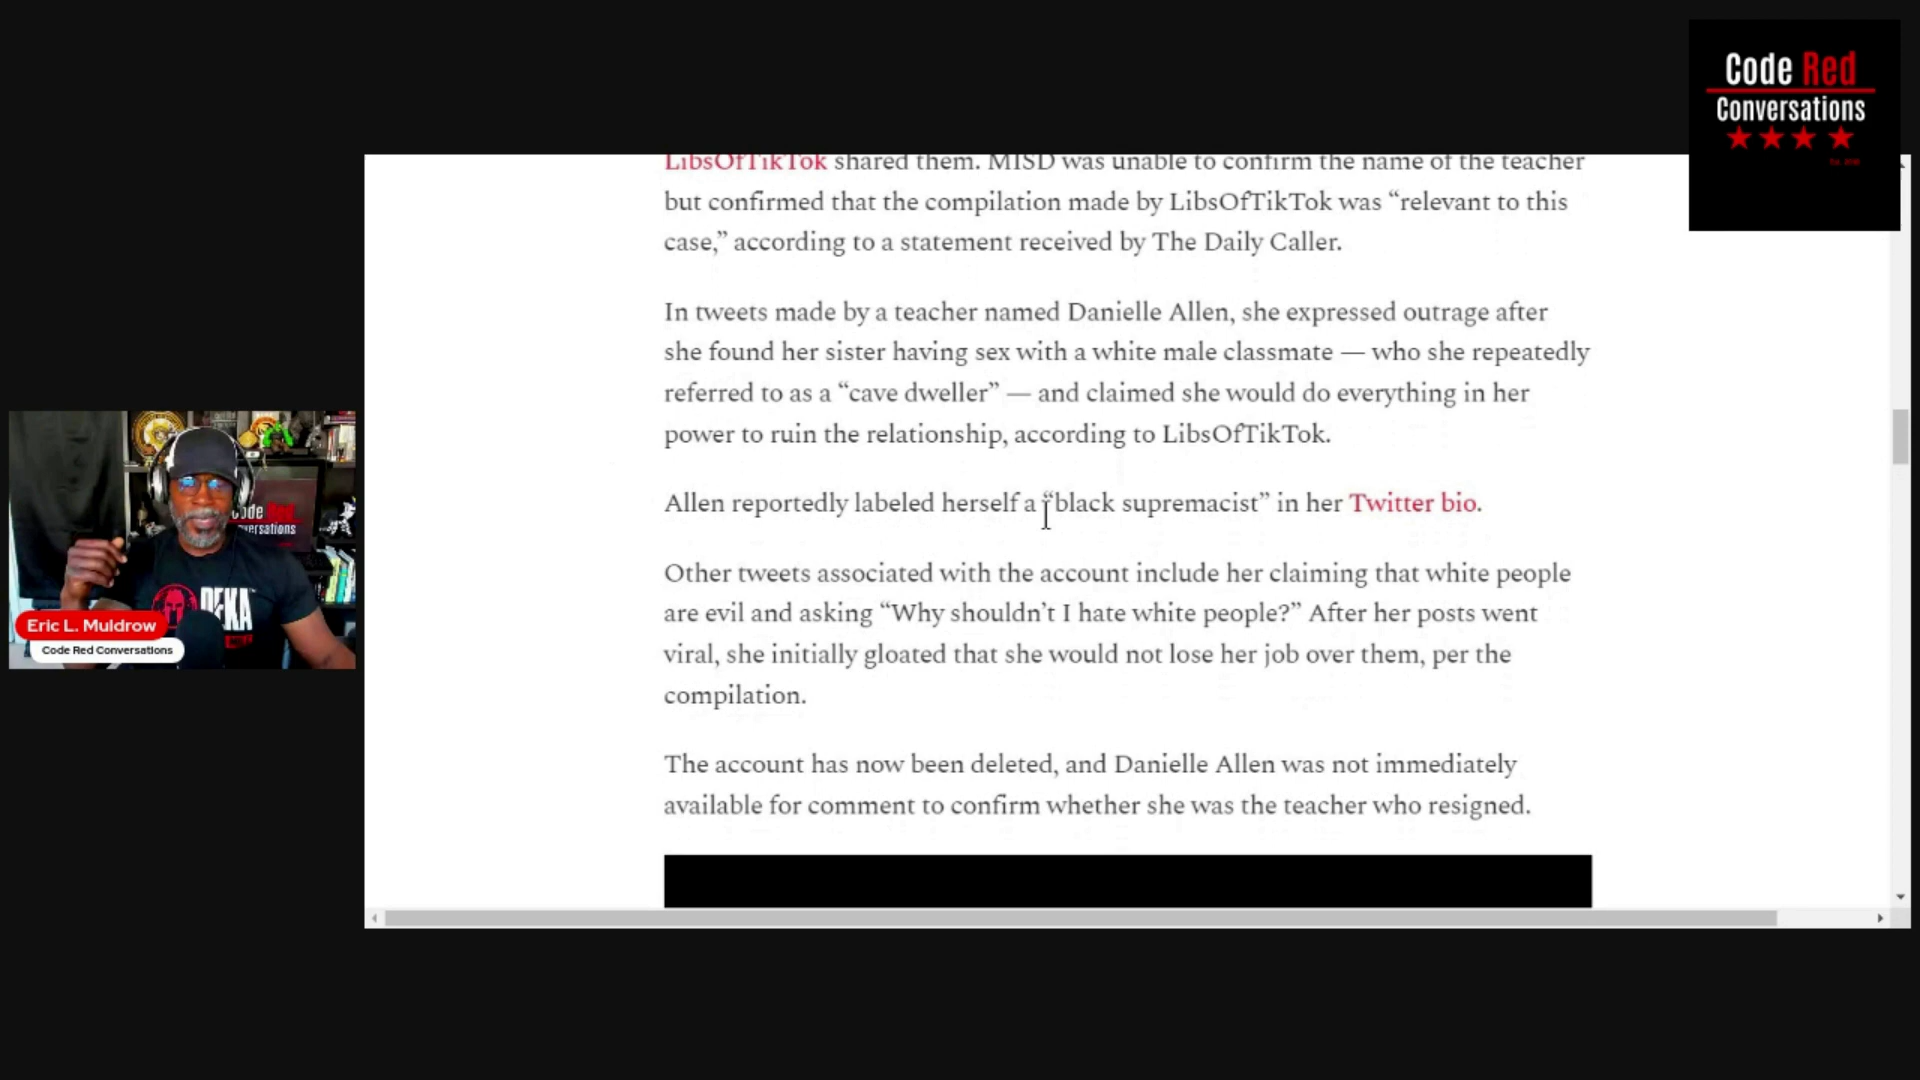 Code Red
Conversations
LibsOfTikTok shared them. MISD was unable to confirm the name of the teacher
but confirmed that the compilation made by LibsOfTikTok was “relevant to this
case,” according to a statement received by The Daily Caller.
In tweets made by a teacher named Danielle Allen, she expressed outrage after
she found her sister having sex with a white male classmate — who she repeatedly
referred to as a “cave dweller” — and claimed she would do everything in her
power to ruin the relationship, according to LibsOfTikTok.
Allen reportedly labeled herself a “black supremacist” in her Twitter bio.
Other tweets associated with the account include her claiming that white people
are evil and asking “Why shouldn’t I hate white people?” After her posts went
viral, she initially gloated that she would not lose her job over them, per the
compilation.
The account has now been deleted, and Danielle Allen was not immediately
available for comment to confirm whether she was the teacher who resigned.
Code Red
versations
DEKA
Eric L. Muldrow
Code Red Conversations